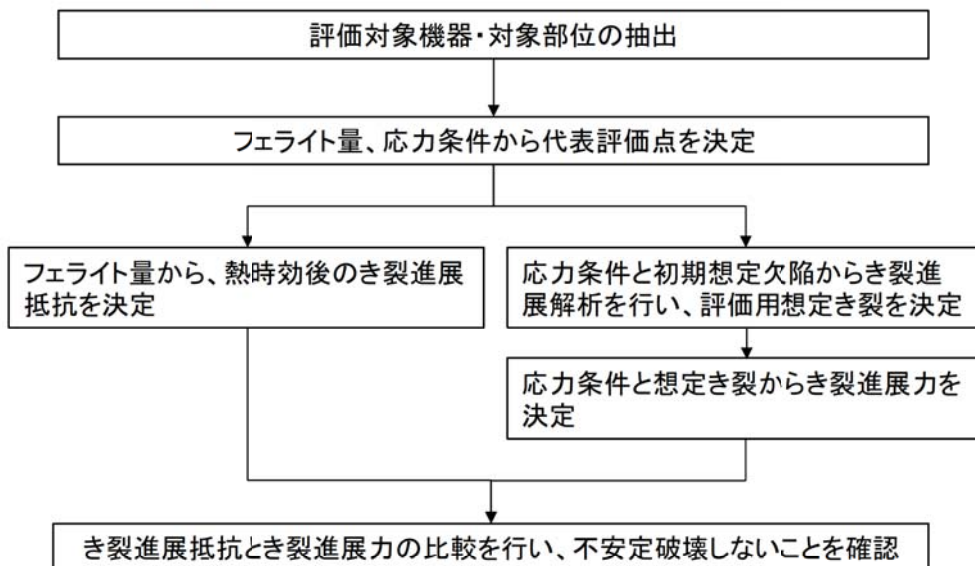 評価対象機器・対象部位の抽出
フェライト量、応力条件から代表評価点を決定
フェライト量から、熱時効後のき裂進展
抵抗を決定
応力条件と初期想定欠陥からき裂進
展解析を行い、評価用想定き裂を決定
応力条件と想定き裂からき裂進展力を
決定
き裂進展抵抗とき裂進展力の比較を行い、不安定破壊しないことを確認